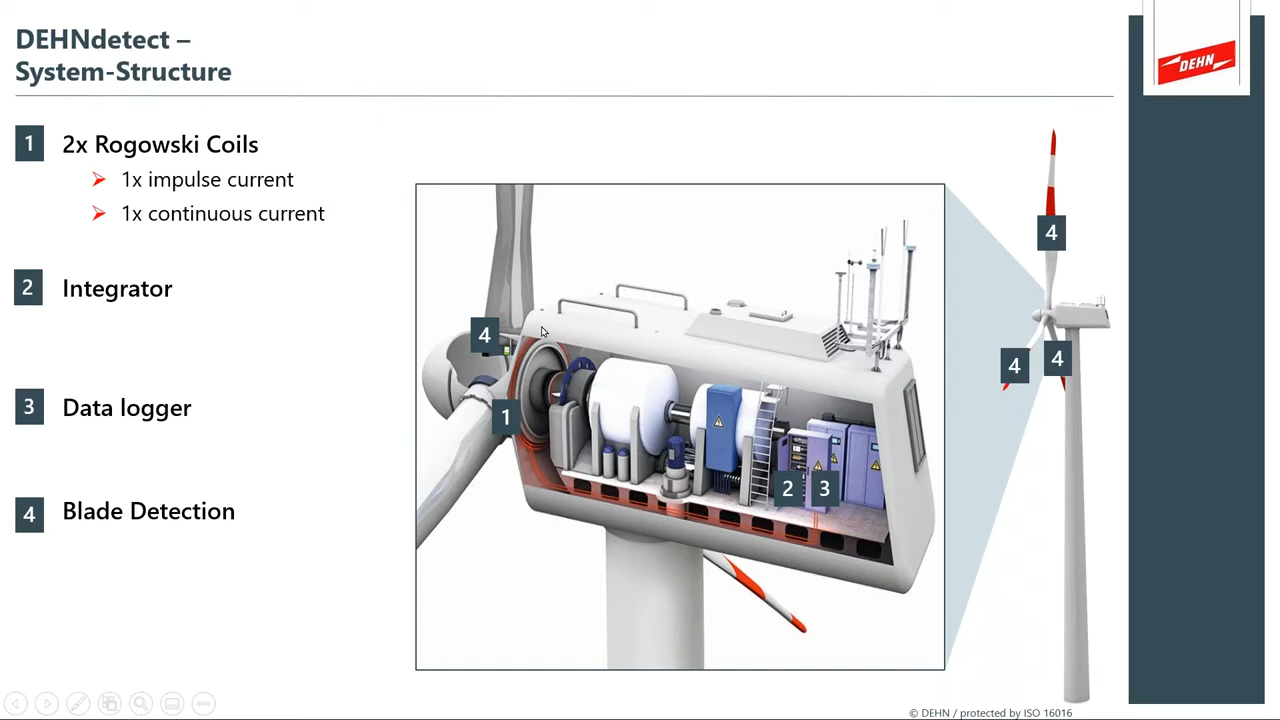 DEHNdetect –
System-Structure
DEHN
1 2x Rogowski Coils
1x impulse current
1x continuous current
2 Integrator
3 Data logger
4 Blade Detection
4
1
2 3
4
4 4
© DEHN / protected by ISO 16016